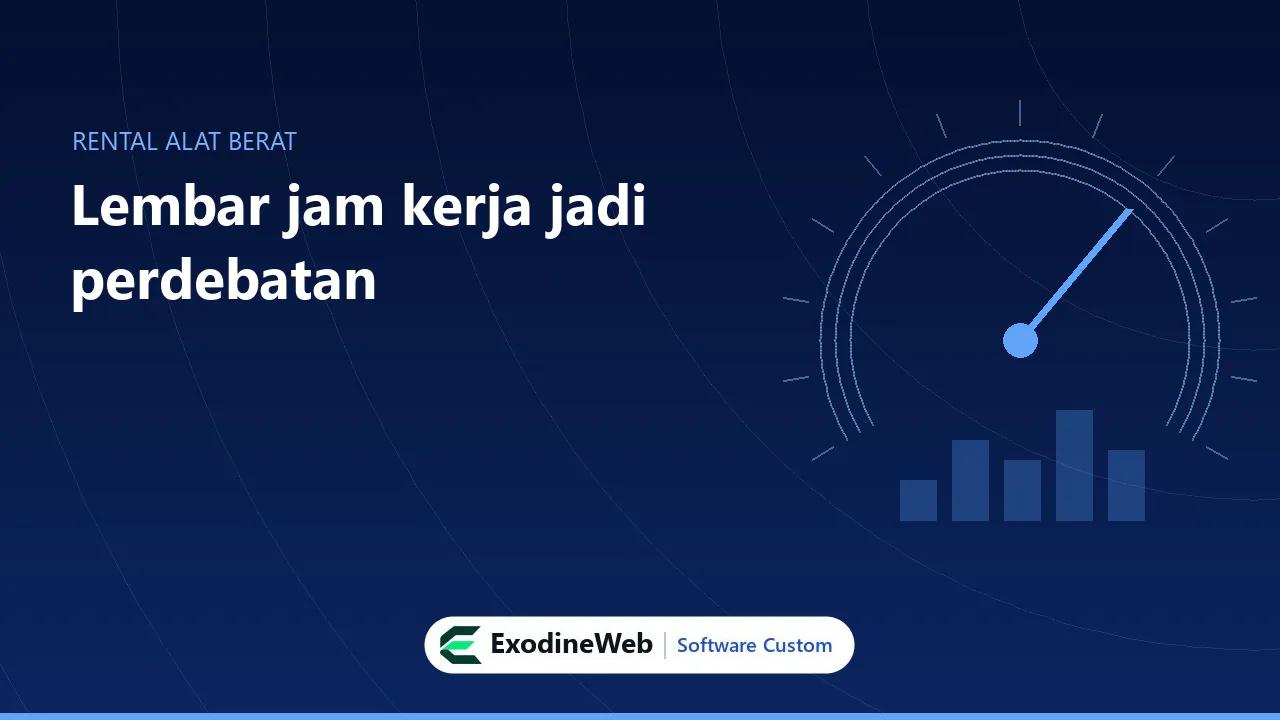 RENTAL ALAT BERAT
Lembar jam kerja jadi
perdebatan
ExodineWeb | Software Custom